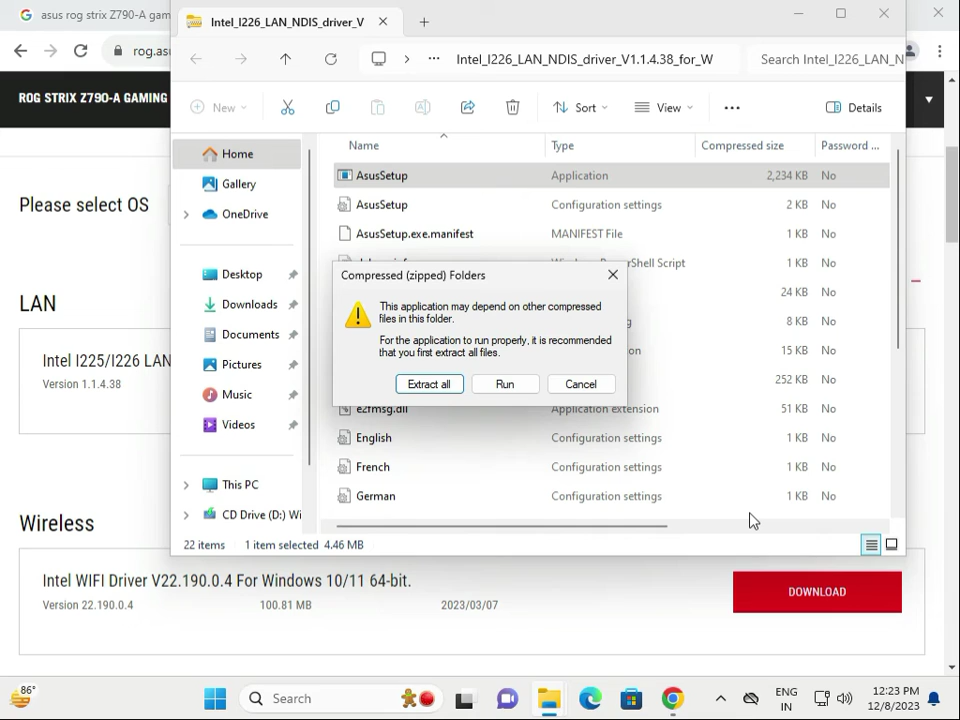 asus rog strix Z790-A gam
Intel_I226_LAN_NDIS_driver_V
rog.asu
Intel_I226_LAN_NDIS_driver_V1.1.4.38_for_W
Search Intel_I226_LAN_N
ROG STRIX Z790-A GAMING
New
Sort
View
Details
Home
Gallery
OneDrive
Desktop
Downloads
Documents
Pictures
Music
Videos
This PC
CD Drive (D:) Wi
Name Type Compressed size Password ...
AsusSetup Application 2,234 KB No
AsusSetup Configuration settings 2 KB No
AsusSetup.exe.manifest MANIFEST File 1 KB No
Shell Script 1 KB No
24 KB No
8 KB No
15 KB No
252 KB No
e2fmsg.dll Application extension 51 KB No
English Configuration settings 1 KB No
French Configuration settings 1 KB No
German Configuration settings 1 KB No
22 items 1 item selected 4.46 MB
Compressed (zipped) Folders
This application may depend on other compressed
files in this folder.
For the application to run properly, it is recommended
that you first extract all files.
Extract all Run Cancel
Please select OS
LAN
Intel I225/I226 LAN
Version 1.1.4.38
Wireless
Intel WIFI Driver V22.190.0.4 For Windows 10/11 64-bit.
Version 22.190.0.4 100.81 MB 2023/03/07
DOWNLOAD
86°
Search
ENG
IN
12:23 PM
12/8/2023